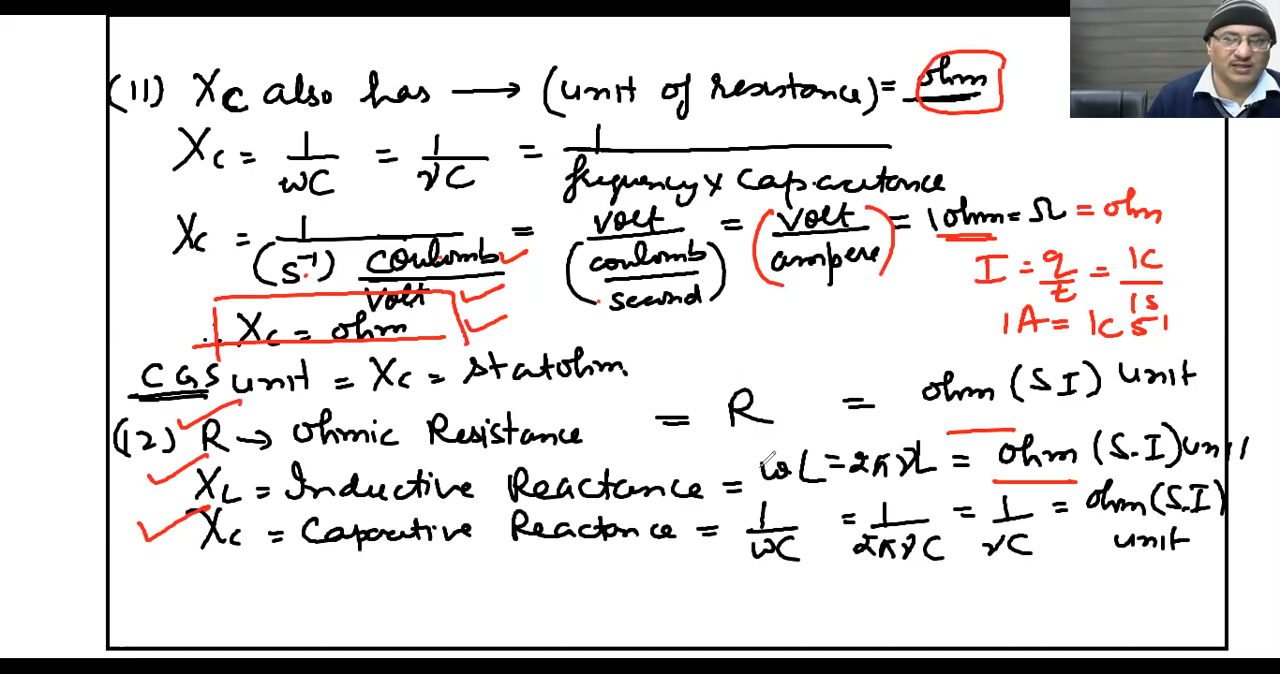 (11) Xc also has → (unit of resistance) = ohm
Xc = 1/ωC = 1/νC = 1/frequency × Capacitance
Xc = 1/(s⁻¹) coulomb/volt = volt/(coulomb/second) = (volt/ampere) = 1 ohm = Ω = ohm
I = q/t = 1C/1s
∴ Xc = ohm
1A = 1C s⁻¹
CGS unit = Xc = statohm
(12) R → Ohmic Resistance = R = ohm (SI) unit
XL = Inductive Reactance = ωL = 2πνL = ohm (S.I) unit
Xc = Capacitive Reactance = 1/ωC = 1/2πνC = 1/νC = ohm (S.I) unit